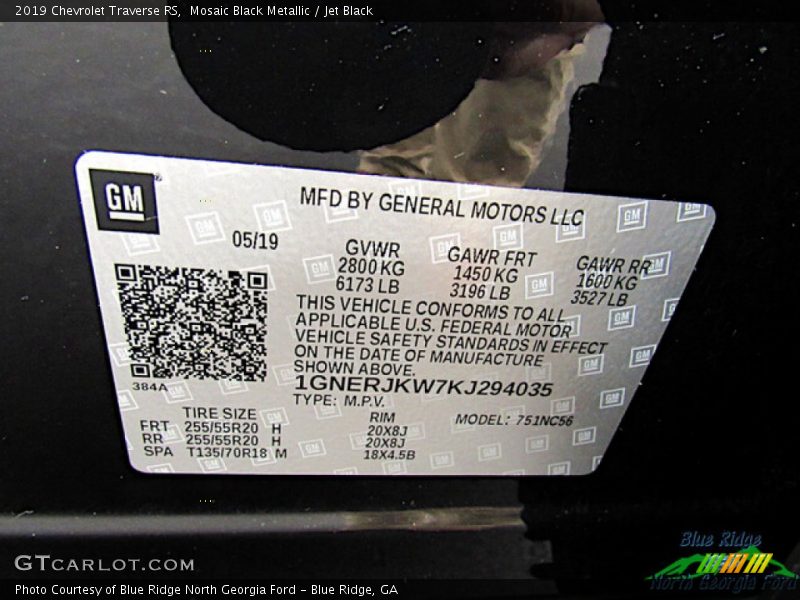 2019 Chevrolet Traverse RS,  Mosaic Black Metallic / Jet Black
GM
MFD BY GENERAL MOTORS LLC
05/19
GVWR GAWR FRT GAWR RR
2800 KG 1450 KG 1600 KG
6173 LB 3196 LB 3527 LB
THIS VEHICLE CONFORMS TO ALL
APPLICABLE U.S. FEDERAL MOTOR
VEHICLE SAFETY STANDARDS IN EFFECT
ON THE DATE OF MANUFACTURE
SHOWN ABOVE.
384A
1GNERJKW7KJ294035
TYPE: M.P.V.
TIRE SIZE RIM MODEL: 751NC56
FRT 255/55R20 H 20X8J
RR 255/55R20 H 20X8J
SPA T135/70R18 M 18X4.5B
Blue Ridge
North Georgia Ford
GTCARLOT.COM
Photo Courtesy of Blue Ridge North Georgia Ford – Blue Ridge, GA